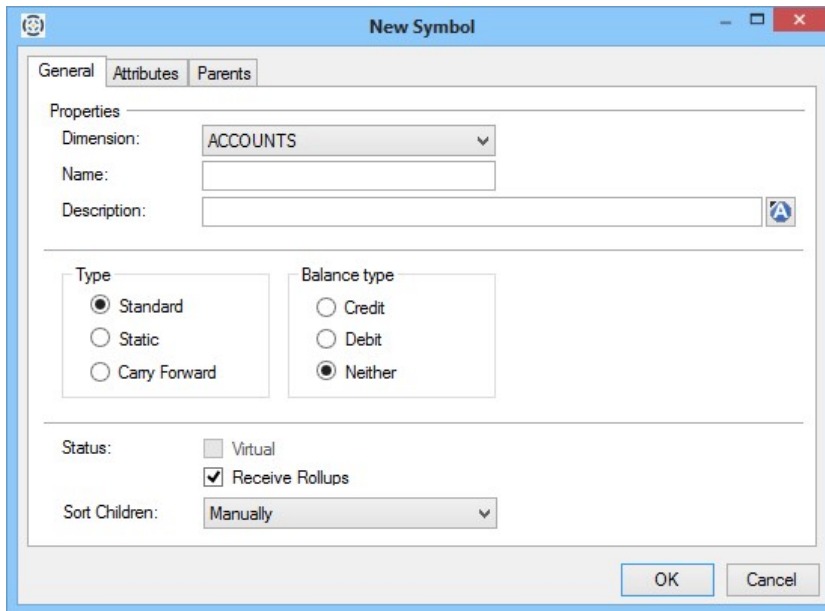 New Symbol
General Attributes Parents
Properties
Dimension: ACCOUNTS
Name:
Description: A
Type Balance type
Standard Credit
Static Debit
Carry Forward Neither
Status: Virtual
Receive Rollups
Sort Children: Manually
OK Cancel